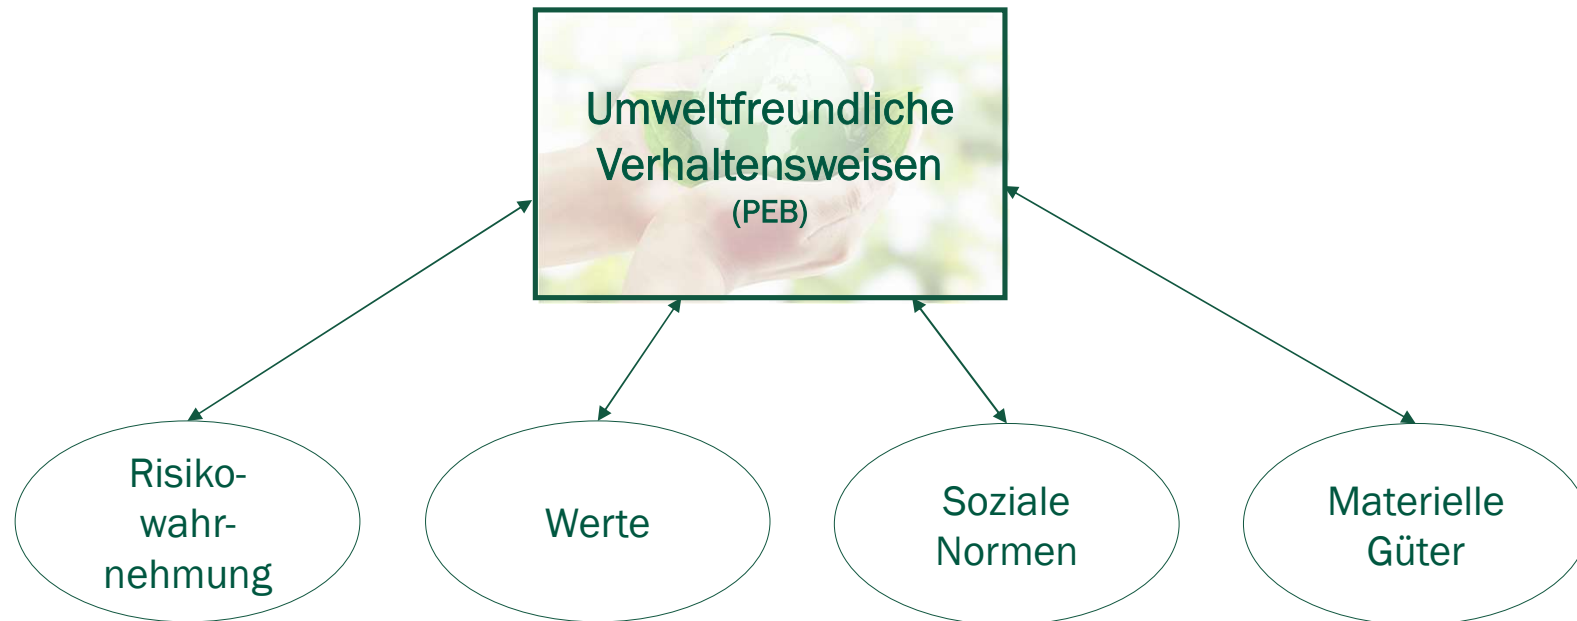 Umweltfreundliche
Verhaltensweisen
(PEB)
Risiko-
wahr-
nehmung
Werte
Soziale
Normen
Materielle
Güter